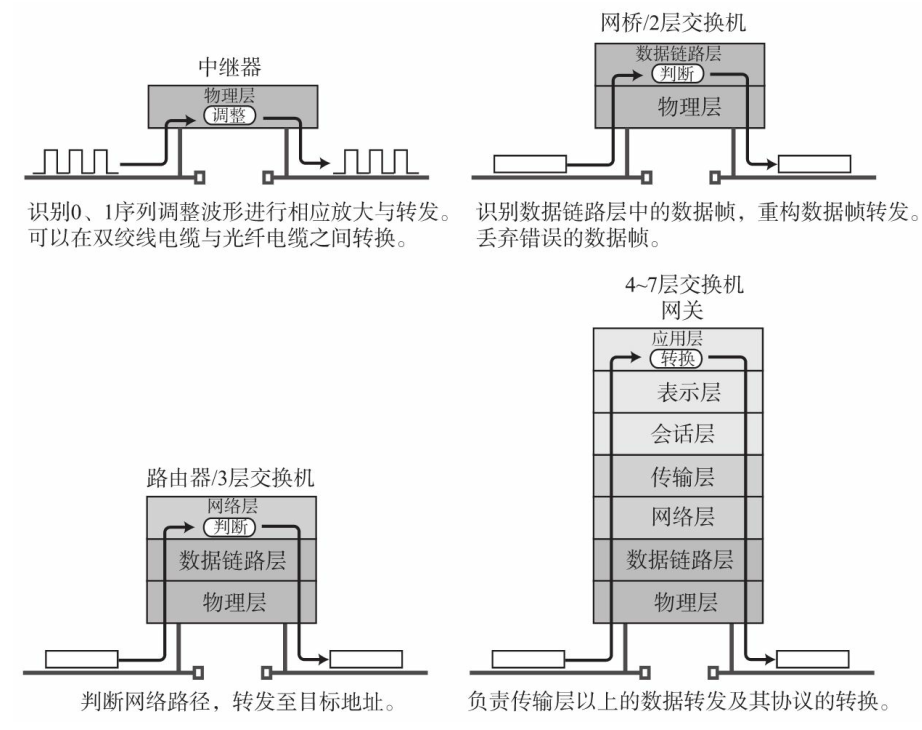 中继器
物理层
调整
识别0、1序列调整波形进行相应放大与转发。
可以在双绞线电缆与光纤电缆之间转换。
网桥/2层交换机
数据链路层
判断
物理层
识别数据链路层中的数据帧，重构数据帧转发。
丢弃错误的数据帧。
路由器/3层交换机
网络层
判断
数据链路层
物理层
判断网络路径，转发至目标地址。
4~7层交换机
网关
应用层
转换
表示层
会话层
传输层
网络层
数据链路层
物理层
负责传输层以上的数据转发及其协议的转换。